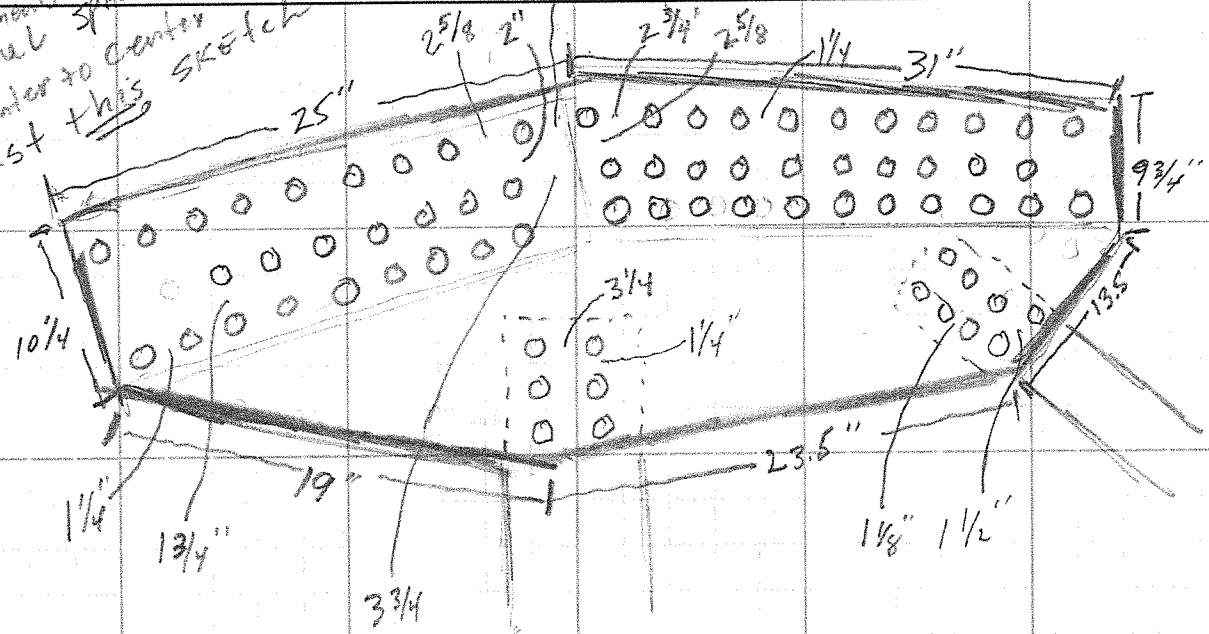 center
to center
this SKETCH
2 5/8 2" 2 3/4" 2 5/8 1 1/4 31"
25"
9 3/4"
10 1/4
3 1/4
1 1/4"
13.5
19"
23.5"
1 1/4"
1 3/4"
3 3/4
1 1/8" 1 1/2"